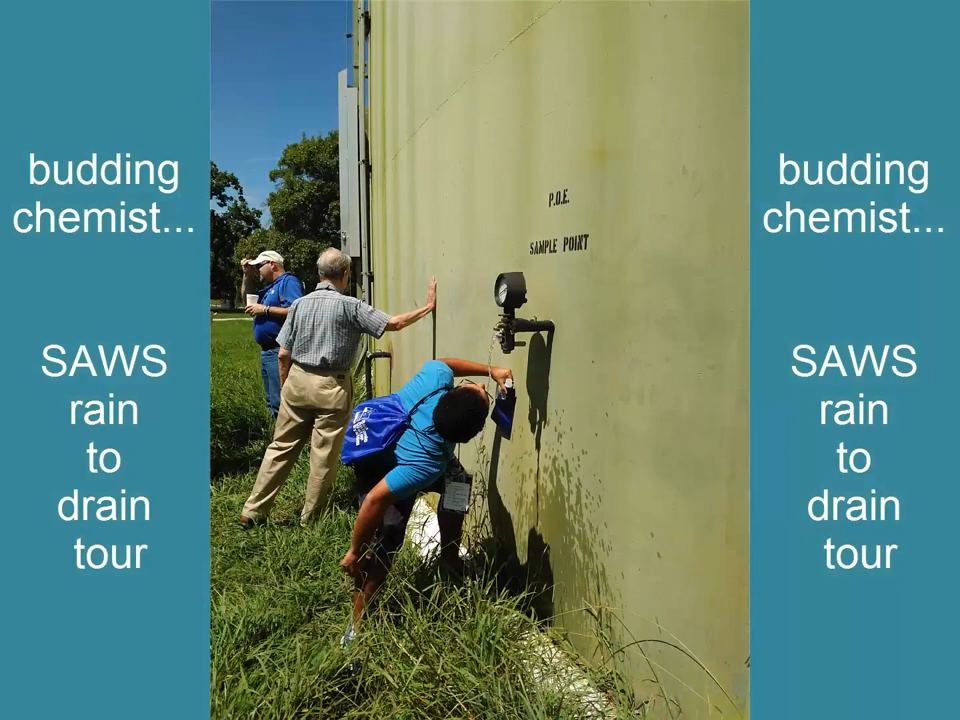 budding
chemist...
SAWS
rain
to
drain
tour
P.O.E.
SAMPLE POINT
budding
chemist...
SAWS
rain
to
drain
tour